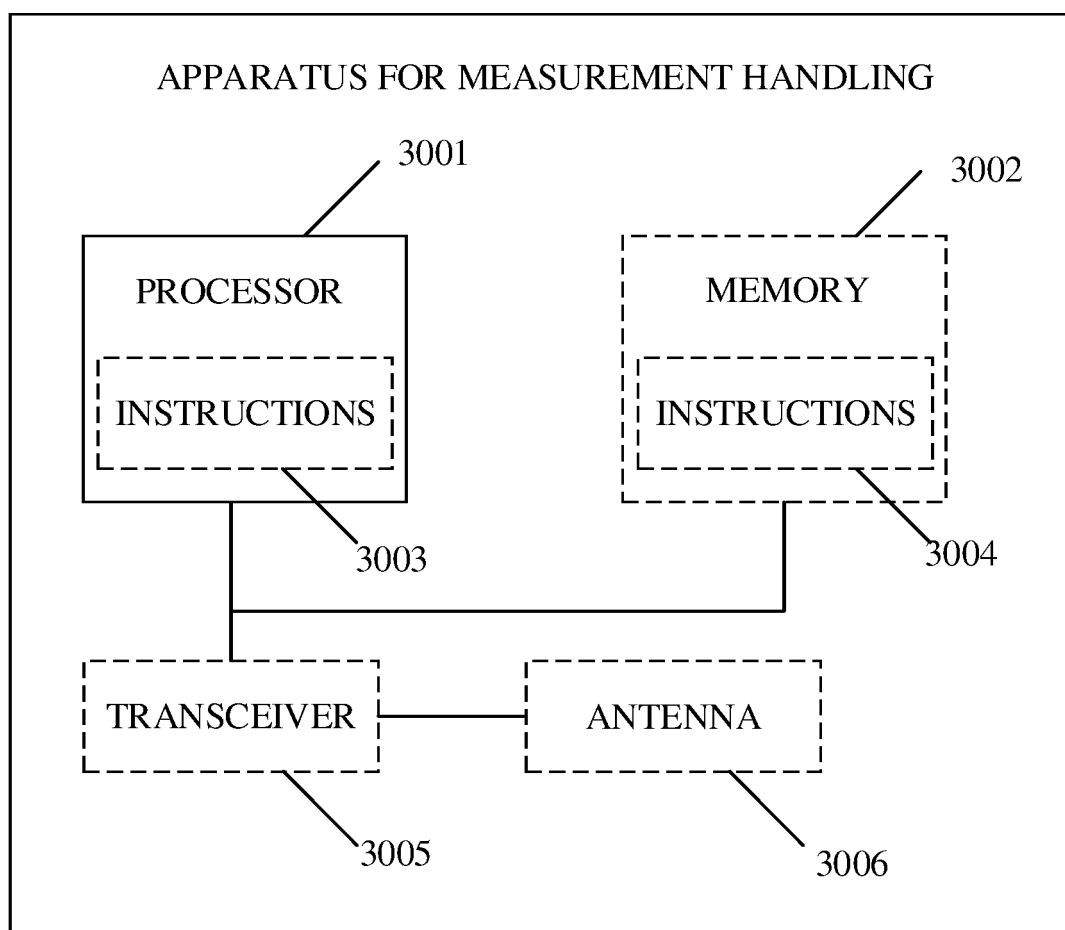 APPARATUS FOR MEASUREMENT HANDLING
3001
3002
PROCESSOR
MEMORY
INSTRUCTIONS
INSTRUCTIONS
3003
3004
TRANSCEIVER
ANTENNA
3005
3006